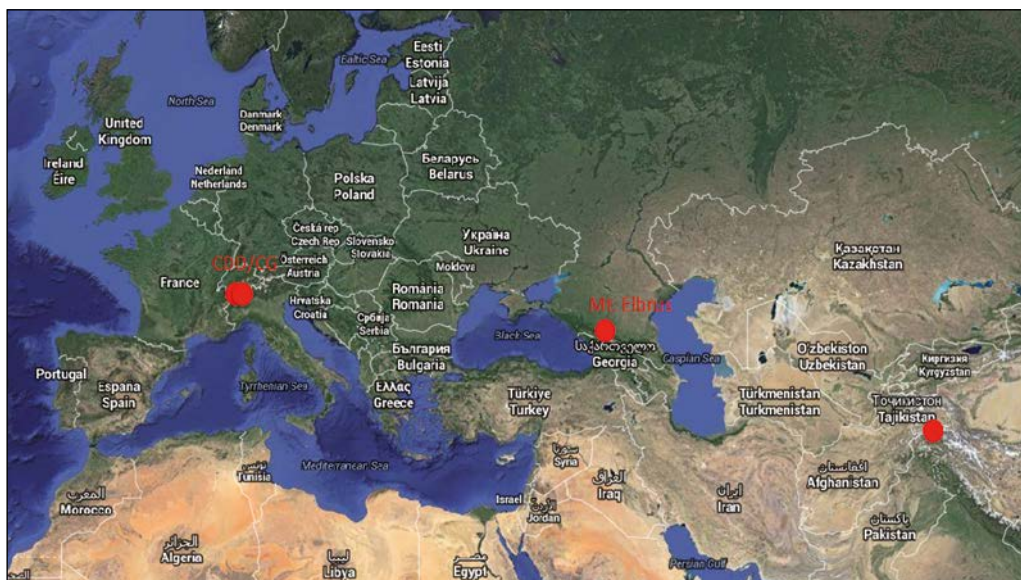 Eesti
Estonia
Baltic Sea
Latvija
Latvia
North Sea
Danmark
Denmark
United
Kingdom
Беларусь
Belarus
Ireland
Éire
Nederland
Netherlands
Polska
Poland
Česká rep
Czech Rep
Slovensko
Slovakia
Україна
Ukraine
Қазақстан
Kazakhstan
CDD/CG
Österreich
Austria
Moldova
France
Hrvatska
Croatia
România
Romania
Mt. Elbrus
Србија
Serbia
Black Sea
България
Bulgaria
საქართველო
Georgia
Caspian Sea
O'zbekiston
Uzbekistan
Кыргызстан
Kyrgyzstan
Portugal
España
Spain
Tyrrhenian Sea
Ελλας
Greece
Türkiye
Turkey
Türkmenistan
Turkmenistan
Тоҷикистон
Tajikistan
تونس
Tunisia
Mediterranean Sea
سوريا
Syria
العراق
Iraq
ایران
Iran
افغانستان
Afghanistan
المغرب
Morocco
Israel
الأردن
Jordan
پاکستان
Pakistan
الجزائر
Algeria
ليبيا
Libya
مصر
Egypt
Persian Gulf